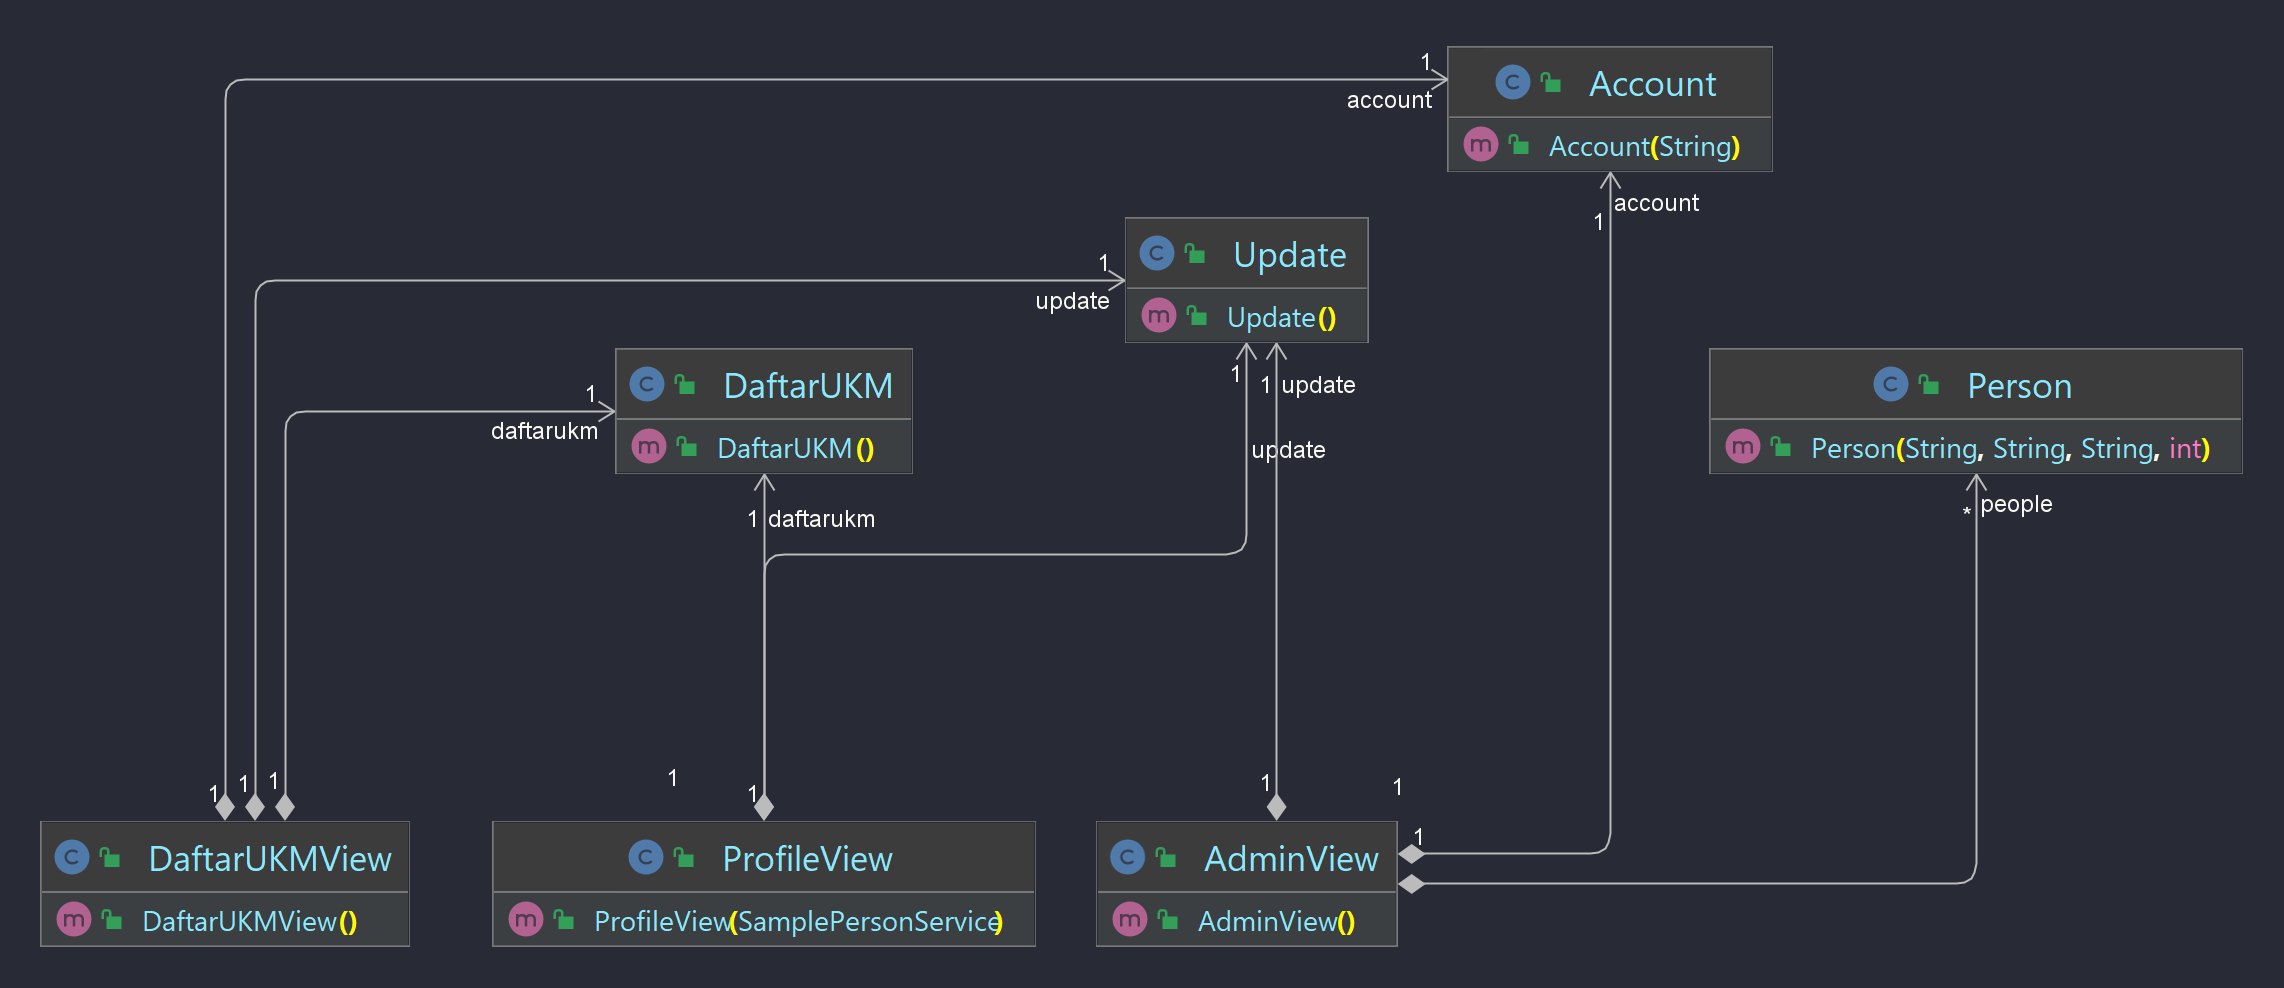 1
account
C Account
m Account(String)
account
1
1
update
C Update
m Update()
1
1 update
update
1
daftarukm
C DaftarUKM
m DaftarUKM()
1 daftarukm
C Person
m Person(String, String, String, int)
people
*
1
1
1
1
1
1
1
1
C DaftarUKMView
m DaftarUKMView()
C ProfileView
m ProfileView(SamplePersonService)
C AdminView
m AdminView()